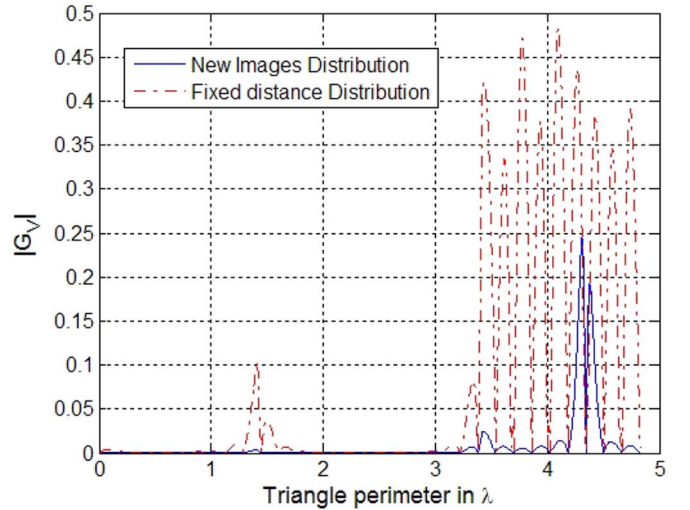 0.5
0.45
0.4
0.35
0.3
0.25
0.2
0.15
0.1
0.05
0
|G_V|
New Images Distribution
Fixed distance Distribution
0 1 2 3 4 5
Triangle perimeter in λ